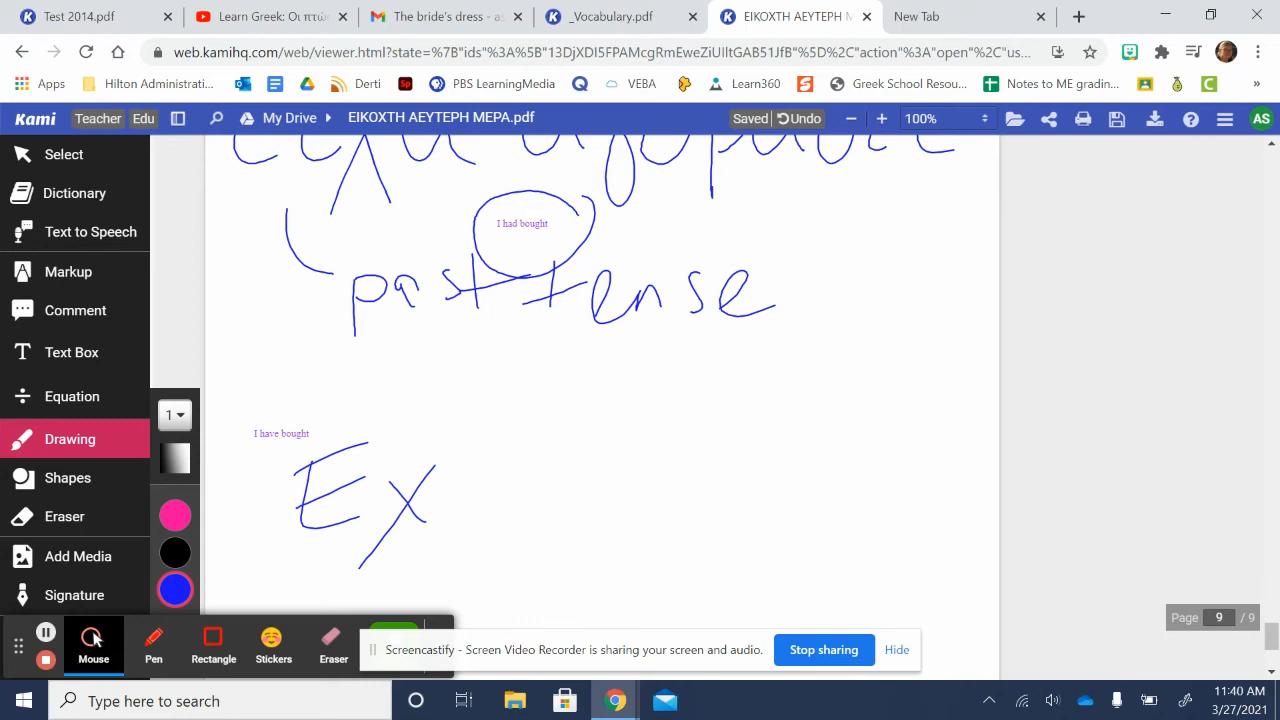 Test 2014.pdf
Learn Greek: Οι πτώ
The bride's dress - as
_Vocabulary.pdf
ΕΙΚΟΧΤΗ ΑΕΥΤΕΡΗ Μ
New Tab
web.kamihq.com/web/viewer.html?state=%7B"ids"%3A%5B"13DjXDI5FPAMcgRmEweZiUIltGAB51JfB"%5D%2C"action"%3A"open"%2C"us...
Apps
Hilton Administrati...
Derti
PBS LearningMedia
VEBA
Learn360
Greek School Resou...
Notes to ME gradin...
»
Kami
Teacher
Edu
My Drive
ΕΙΚΟΧΤΗ ΑΕΥΤΕΡΗ ΜΕΡΑ.pdf
Saved
Undo
100%
AS
Select
Dictionary
Text to Speech
Markup
Comment
Text Box
Equation
Drawing
Shapes
Eraser
Add Media
Signature
1
I had bought
past tense
I have bought
Εχ
Page 9 / 9
Mouse
Pen
Rectangle
Stickers
Eraser
Screencastify - Screen Video Recorder is sharing your screen and audio.
Stop sharing
Hide
Type here to search
11:40 AM
3/27/2021